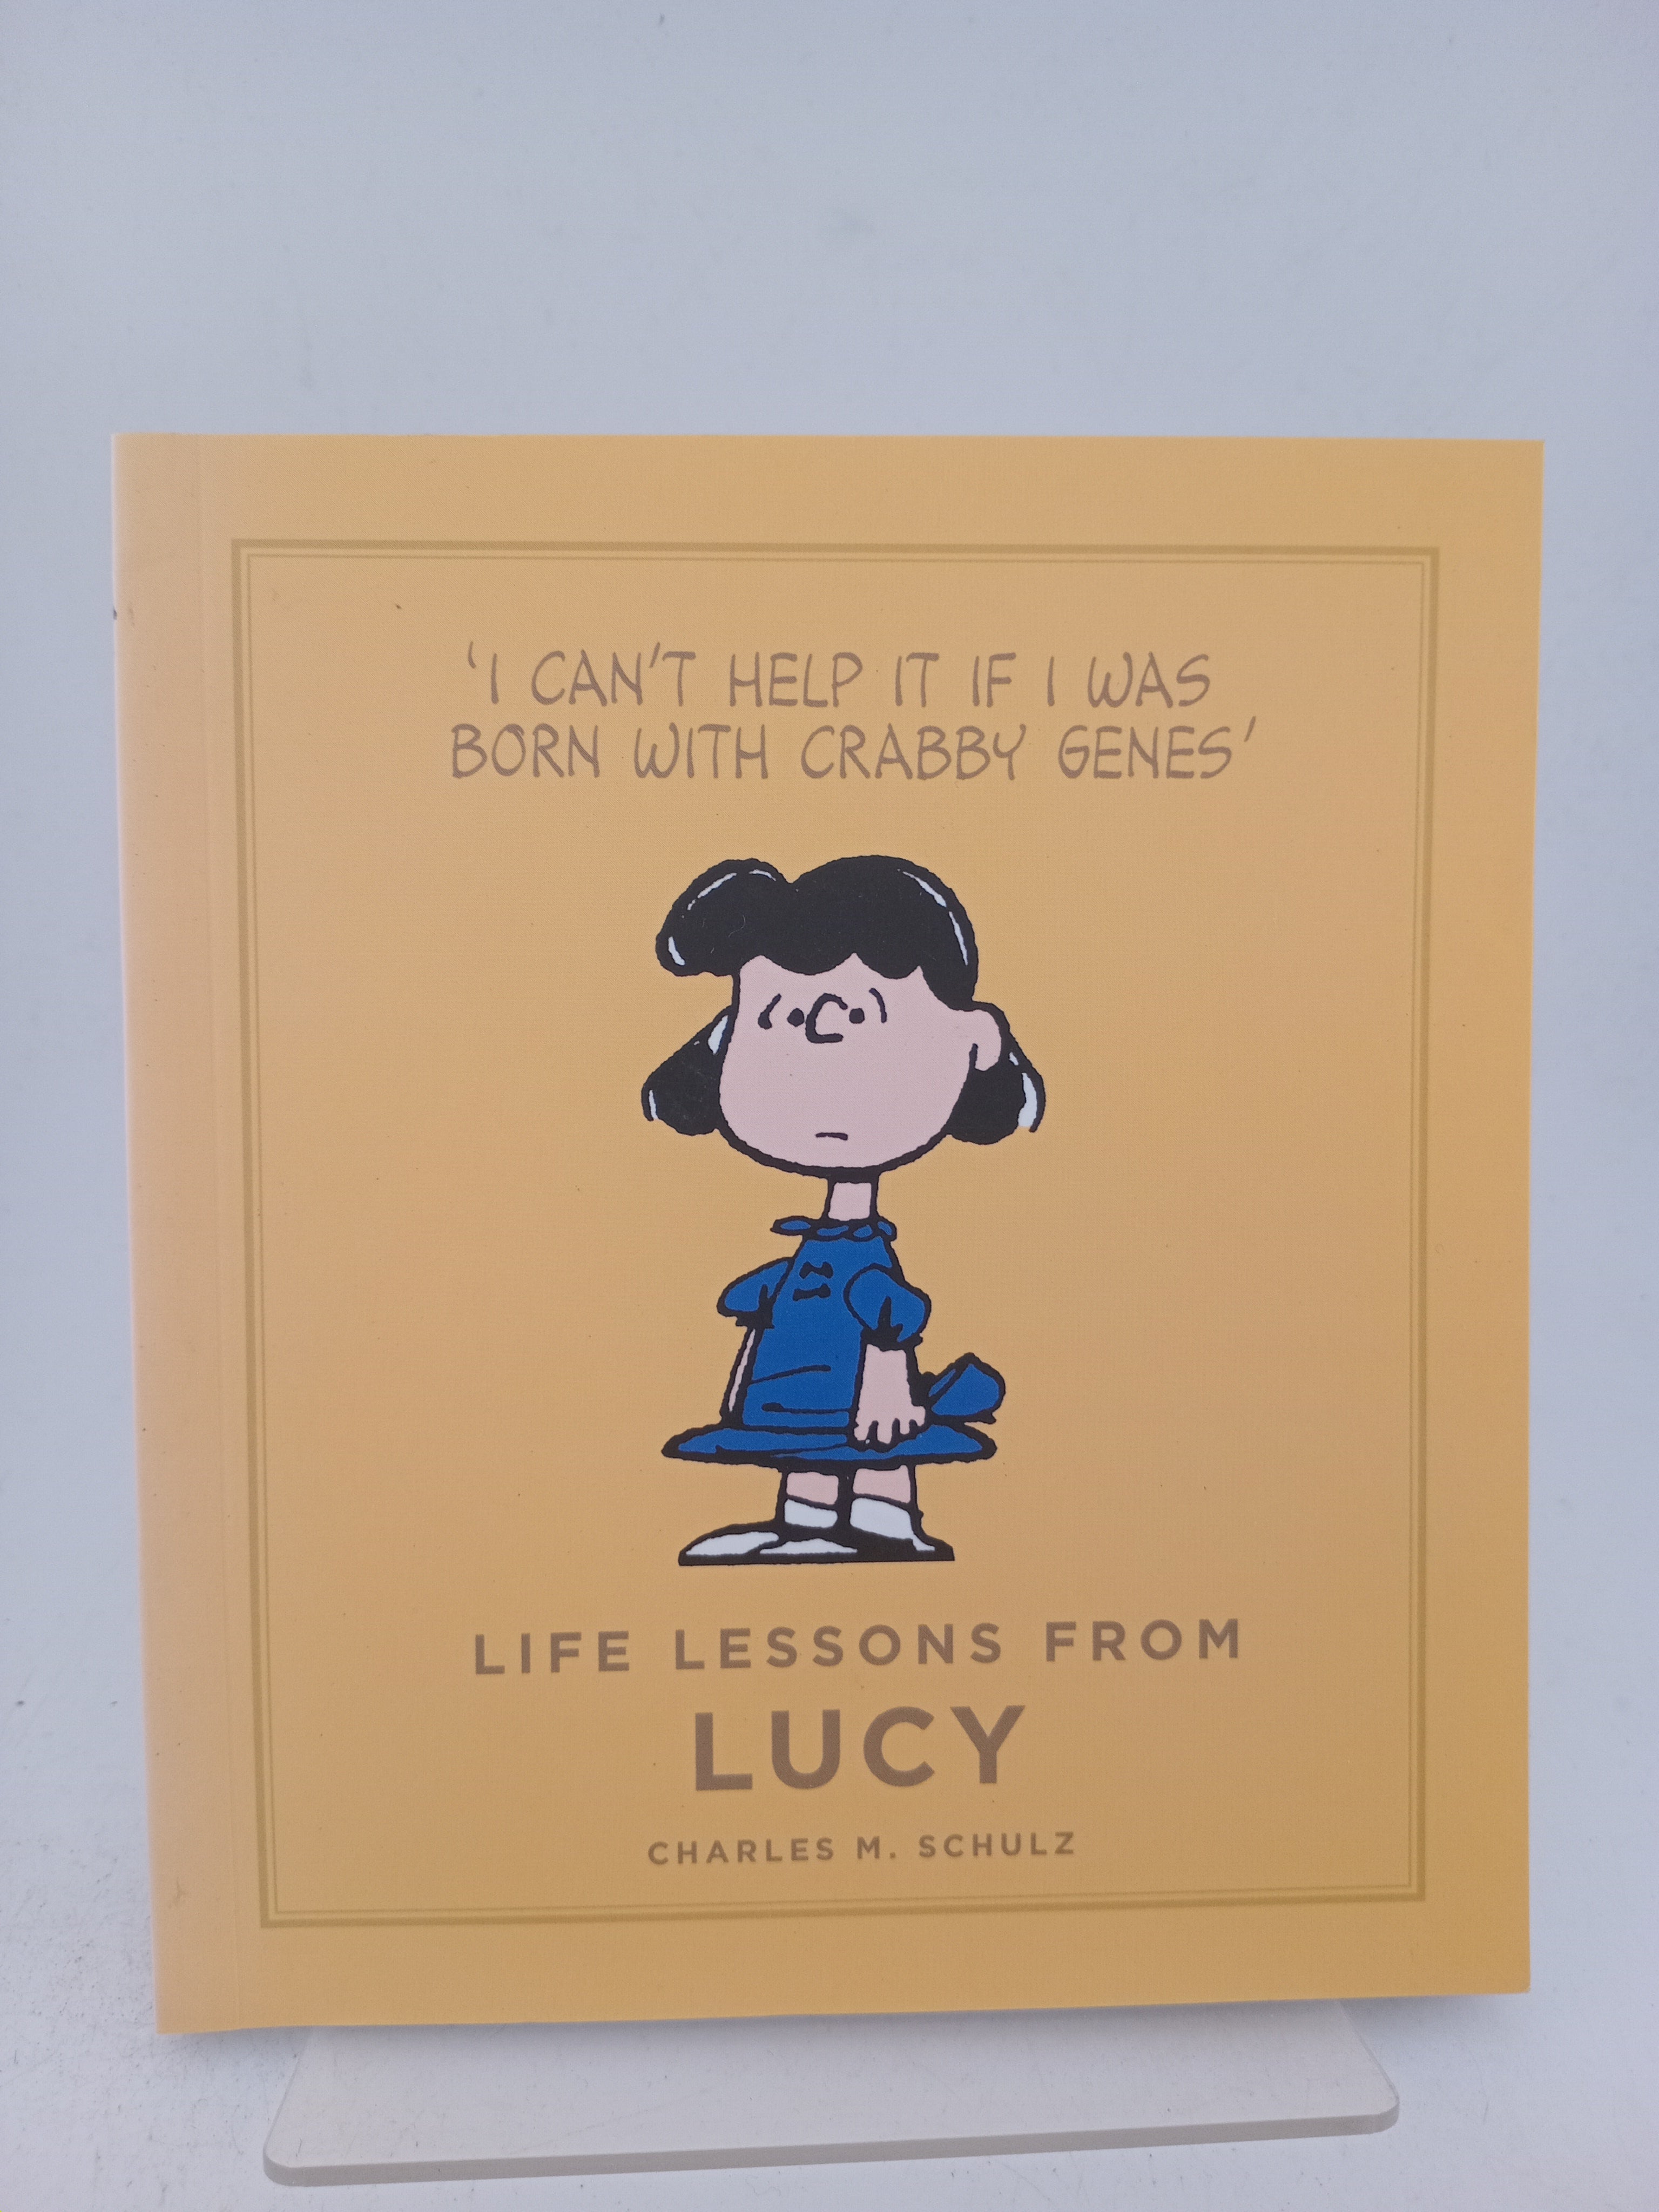 'I CAN'T HELP IT IF I WAS
BORN WITH CRABBY GENES'
LIFE LESSONS FROM
LUCY
CHARLES M. SCHULZ